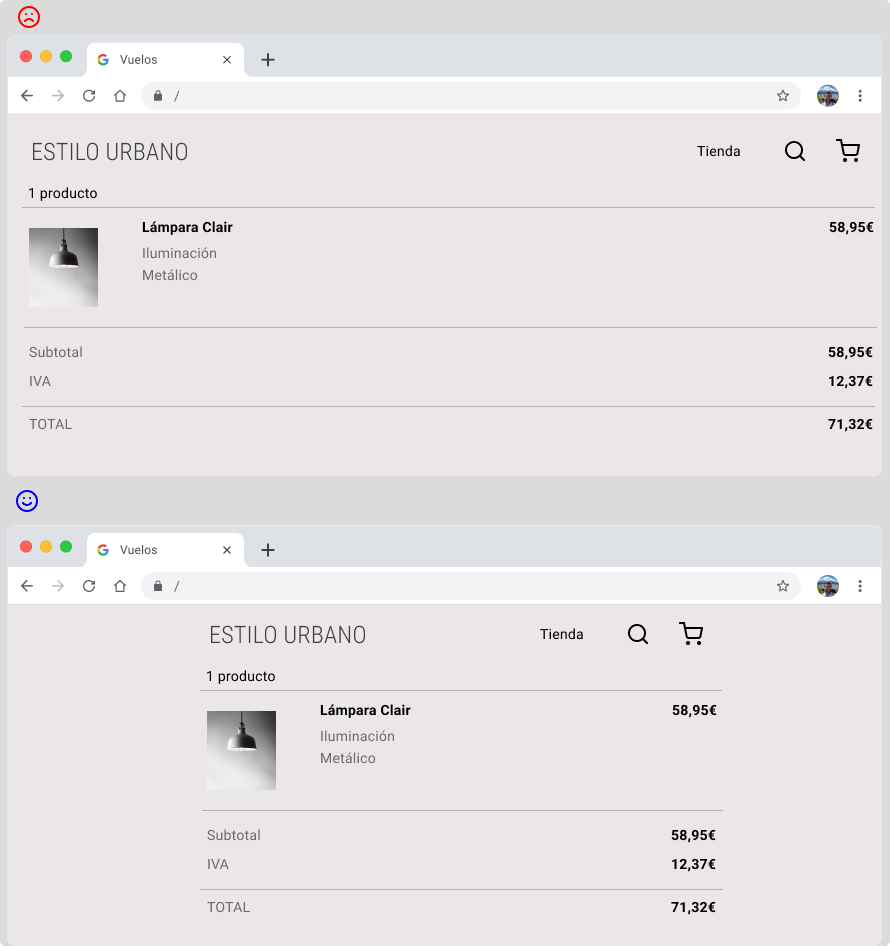 Vuelos
/
ESTILO URBANO
Tienda
1 producto
Lámpara Clair 58,95€
Iluminación
Metálico
Subtotal 58,95€
IVA 12,37€
TOTAL 71,32€
Vuelos
/
ESTILO URBANO
Tienda
1 producto
Lámpara Clair 58,95€
Iluminación
Metálico
Subtotal 58,95€
IVA 12,37€
TOTAL 71,32€